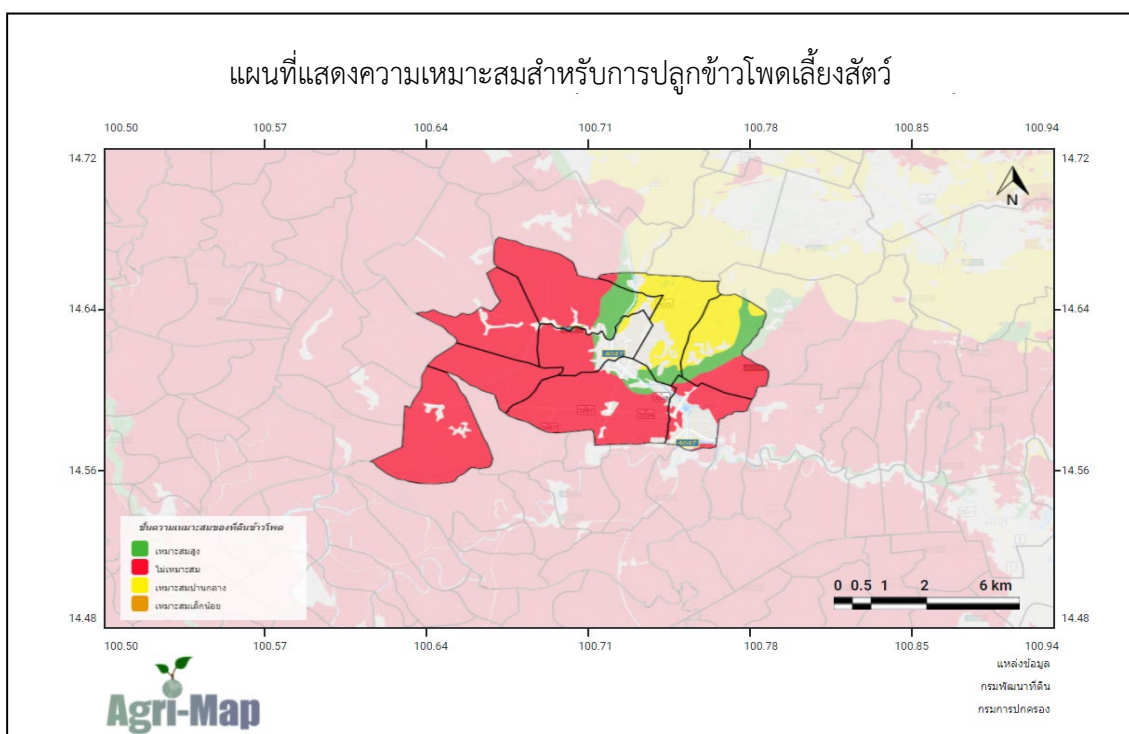 แผนที่แสดงความเหมาะสมสำหรับการปลูกข้าวโพดเลี้ยงสัตว์
100.50 100.57 100.64 100.71 100.78 100.85 100.94
14.72 14.72
N
14.64 14.64
4047
14.56 14.56
4047
ชั้นความเหมาะสมของที่ดินข้าวโพด
เหมาะสมสูง
ไม่เหมาะสม
เหมาะสมปานกลาง
เหมาะสมเล็กน้อย
0 0.5 1 2 6 km
14.48 14.48
100.50 100.57 100.64 100.71 100.78 100.85 100.94
แหล่งข้อมูล
กรมพัฒนาที่ดิน
กรมการปกครอง
Agri-Map